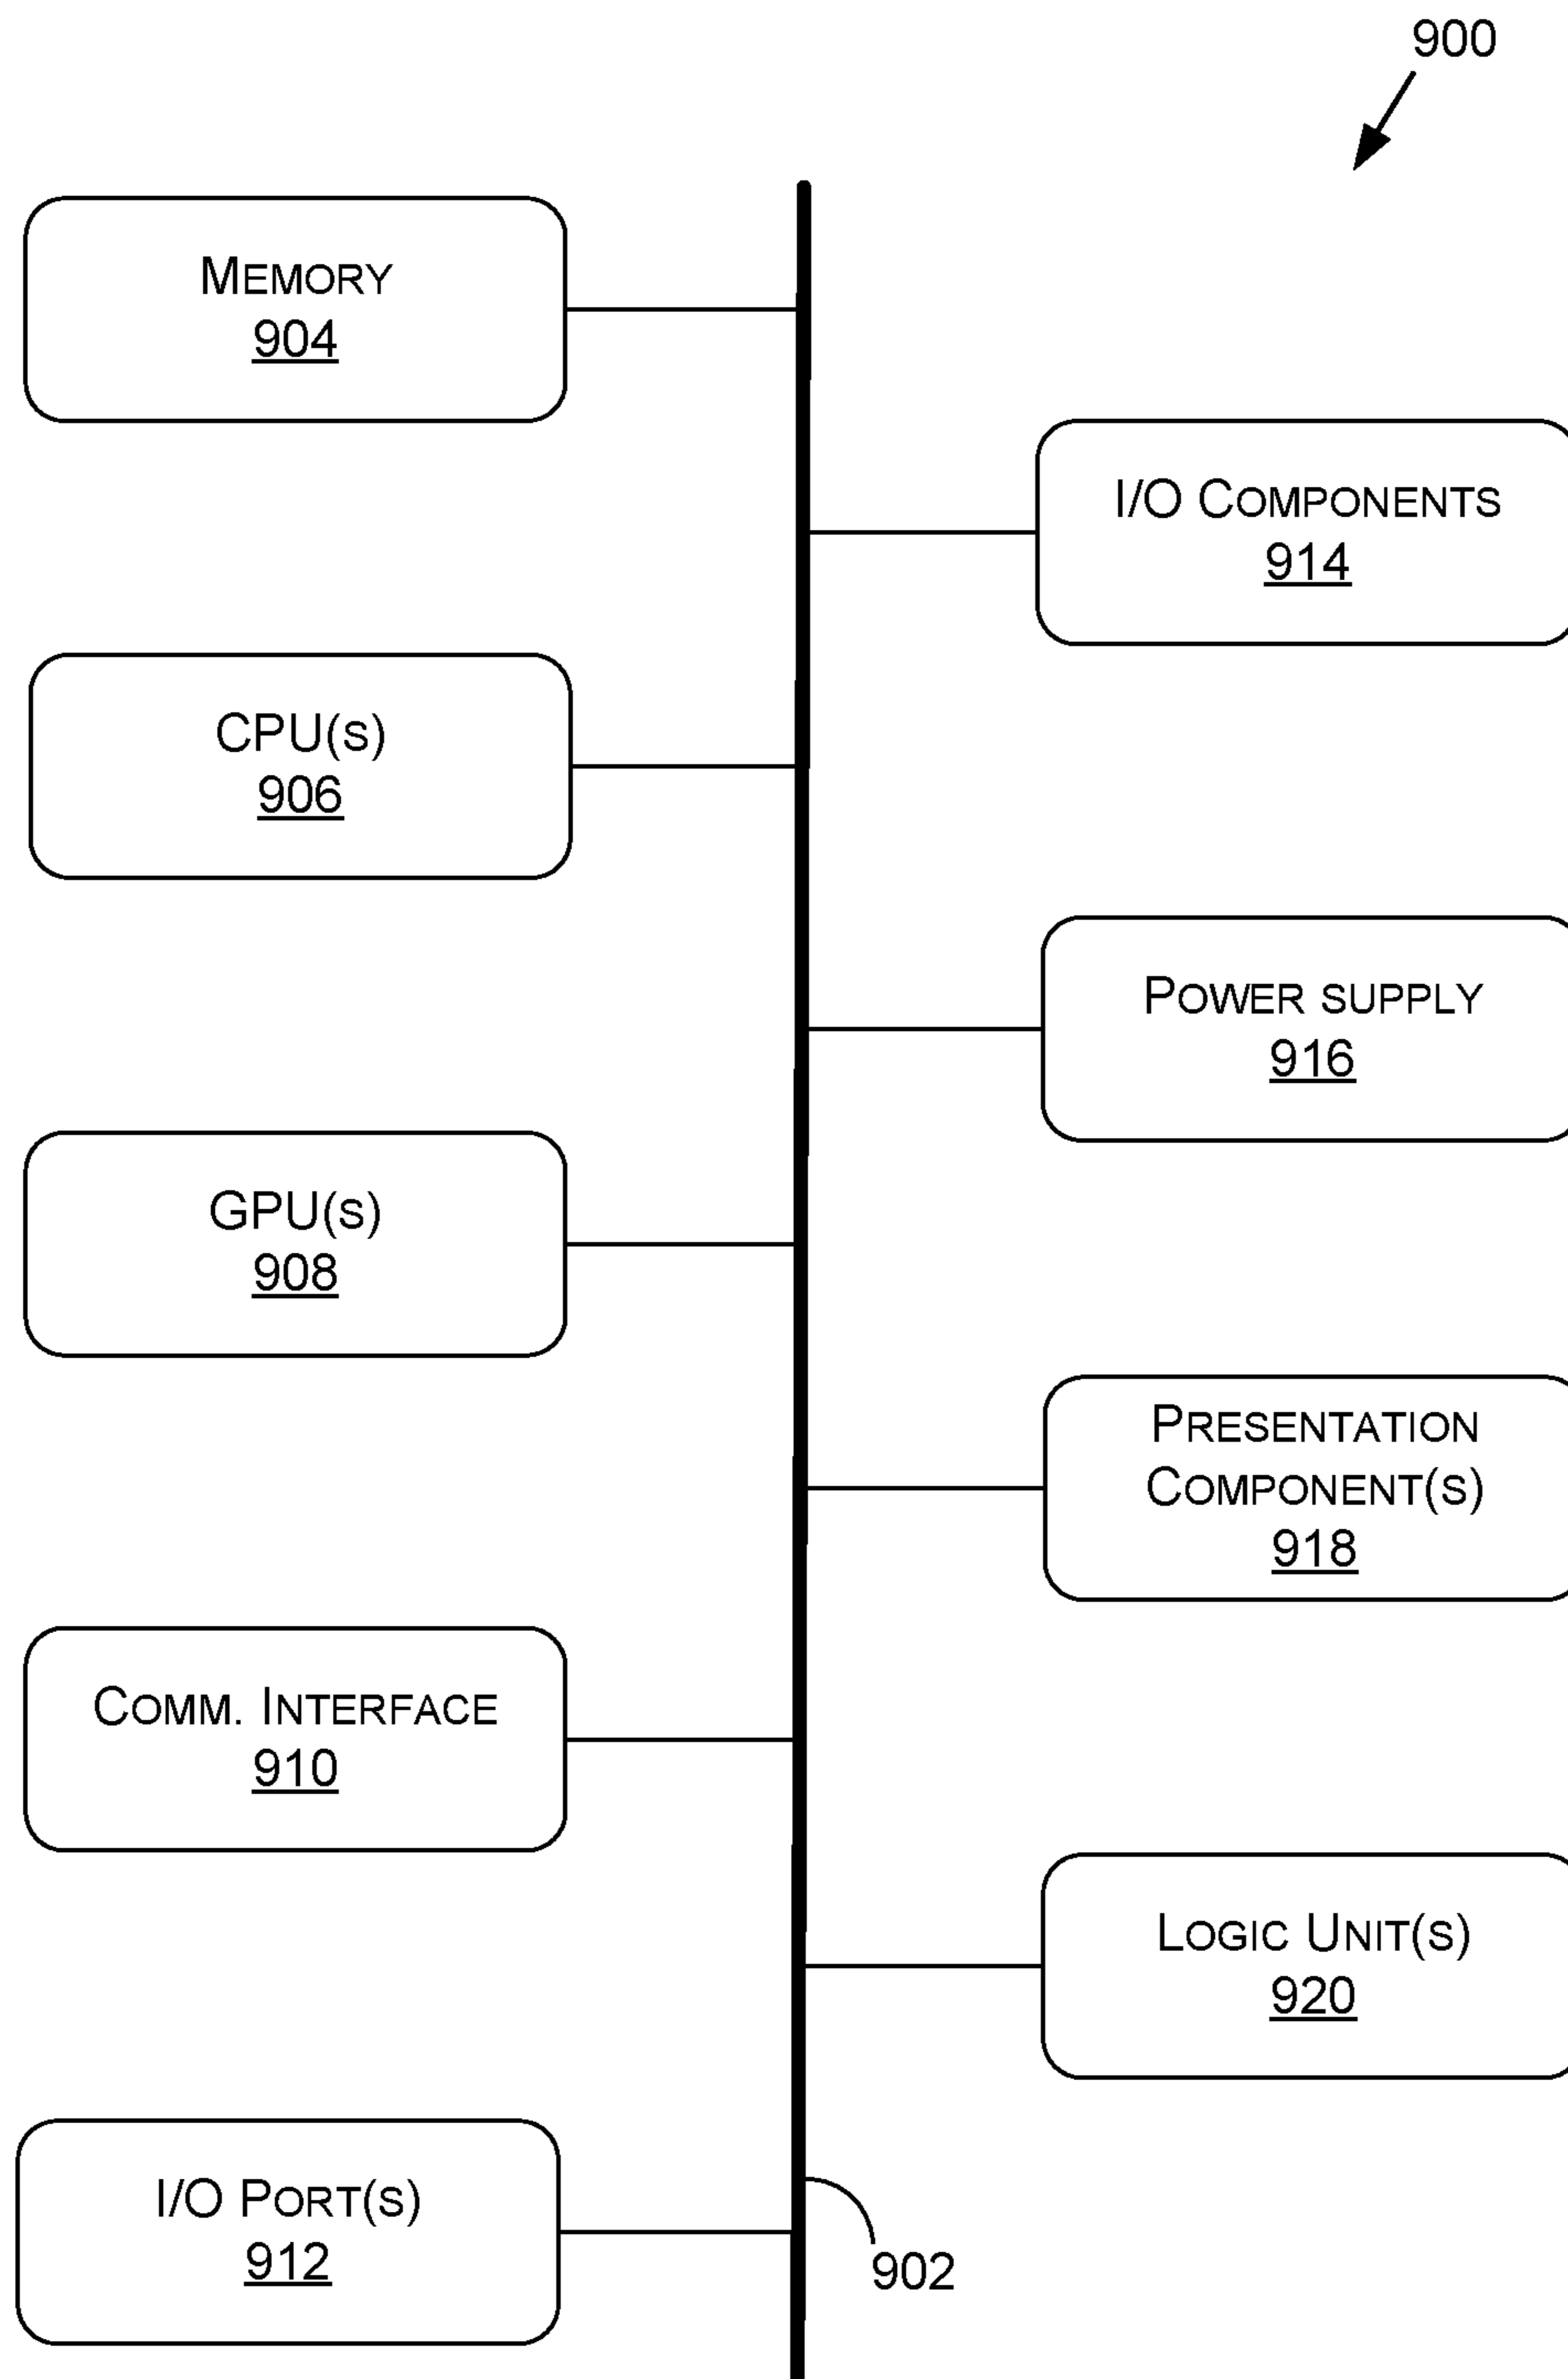 900
MEMORY
904
I/O COMPONENTS
914
CPU(S)
906
POWER SUPPLY
916
GPU(S)
908
PRESENTATION
COMPONENT(S)
918
COMM. INTERFACE
910
LOGIC UNIT(S)
920
I/O PORT(S)
912
902